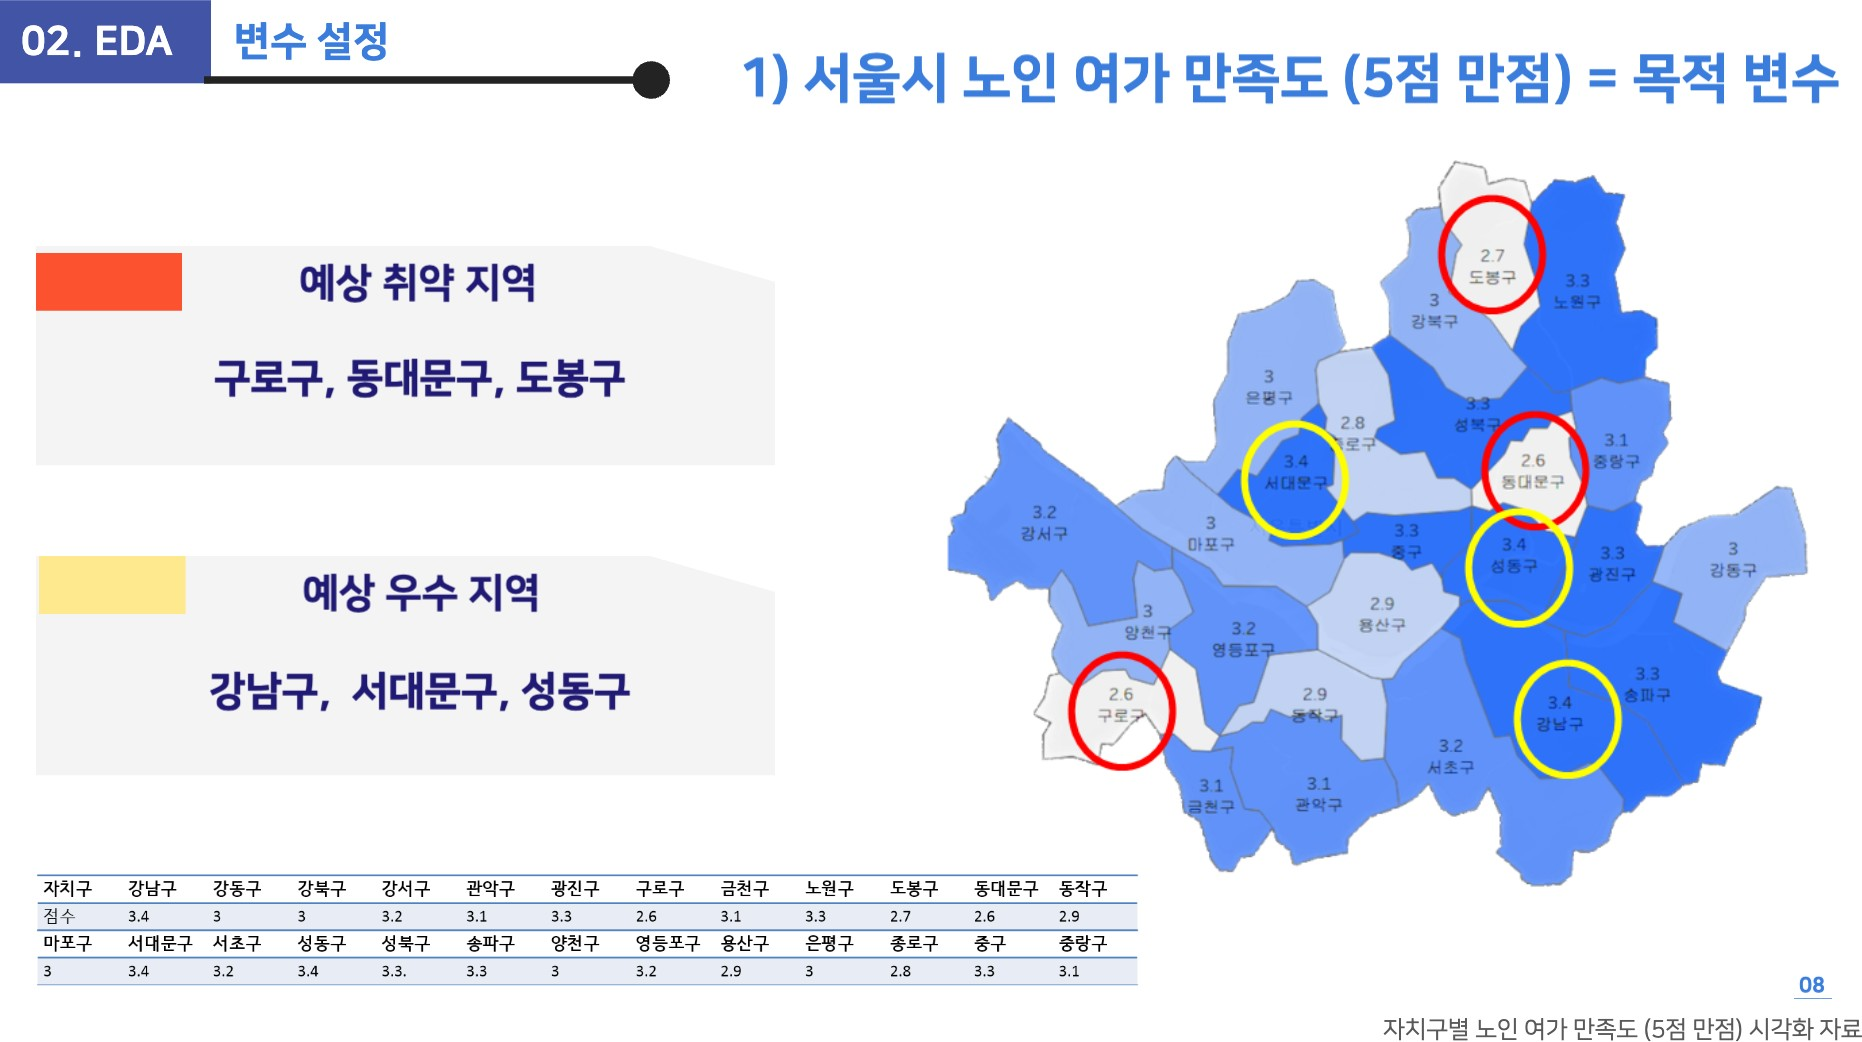 02. EDA
변수 설정
1) 서울시 노인 여가 만족도 (5점 만점) = 목적 변수
예상 취약 지역
구로구, 동대문구, 도봉구
예상 우수 지역
강남구, 서대문구, 성동구
2.7
도봉구
3.3
노원구
3
강북구
3
은평구
2.8
종로구
3.3
성북구
3.1
중랑구
2.6
동대문구
3.4
서대문구
3.2
강서구
3
마포구
3.3
중구
3.4
성동구
3.3
광진구
3
강동구
3
양천구
3.2
영등포구
2.9
용산구
2.6
구로구
2.9
동작구
3.3
송파구
3.4
강남구
3.2
서초구
3.1
금천구
3.1
관악구
자치구 강남구 강동구 강북구 강서구 관악구 광진구 구로구 금천구 노원구 도봉구 동대문구 동작구
점수 3.4 3 3 3.2 3.1 3.3 2.6 3.1 3.3 2.7 2.6 2.9
마포구 서대문구 서초구 성동구 성북구 송파구 양천구 영등포구 용산구 은평구 종로구 중구 중랑구
3 3.4 3.2 3.4 3.3. 3.3 3 3.2 2.9 3 2.8 3.3 3.1
08
자치구별 노인 여가 만족도 (5점 만점) 시각화 자료